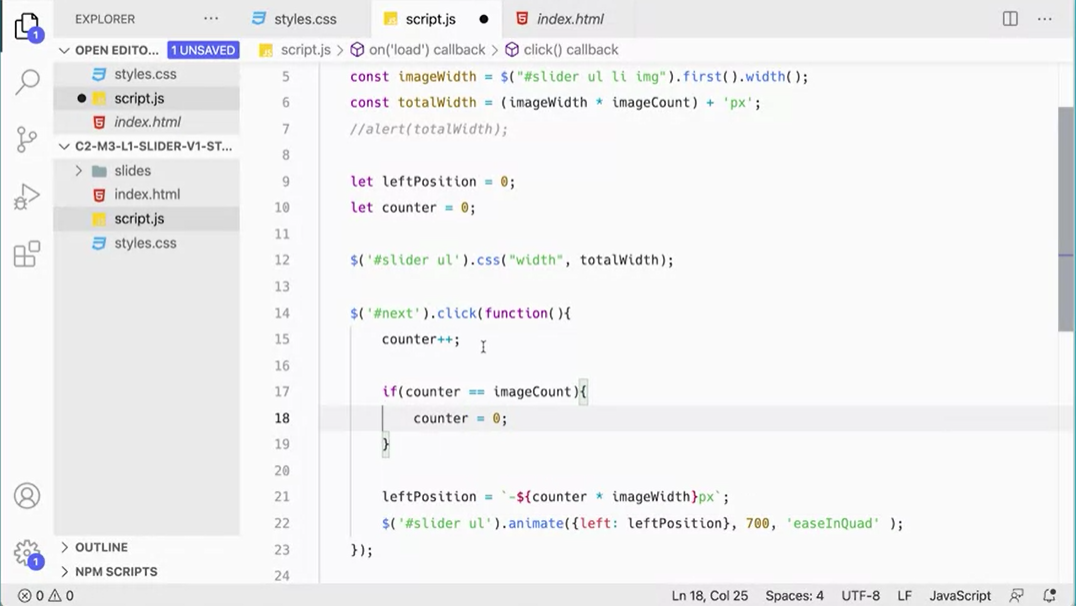 EXPLORER
styles.css
script.js
index.html
OPEN EDITO... 1 UNSAVED
script.js > on('load') callback > click() callback
styles.css
script.js
index.html
C2-M3-L1-SLIDER-V1-ST...
slides
index.html
script.js
styles.css
OUTLINE
NPM SCRIPTS
1
1
5 const imageWidth = $("#slider ul li img").first().width();
6 const totalWidth = (imageWidth * imageCount) + 'px';
7 //alert(totalWidth);
8
9 let leftPosition = 0;
10 let counter = 0;
11
12 $('#slider ul').css("width", totalWidth);
13
14 $('#next').click(function(){
15 counter++;
16
17 if(counter == imageCount){
18 counter = 0;
19 }
20
21 leftPosition = `-${counter * imageWidth}px`;
22 $('#slider ul').animate({left: leftPosition}, 700, 'easeInQuad' );
23 });
24
0 0 Ln 18, Col 25 Spaces: 4 UTF-8 LF JavaScript